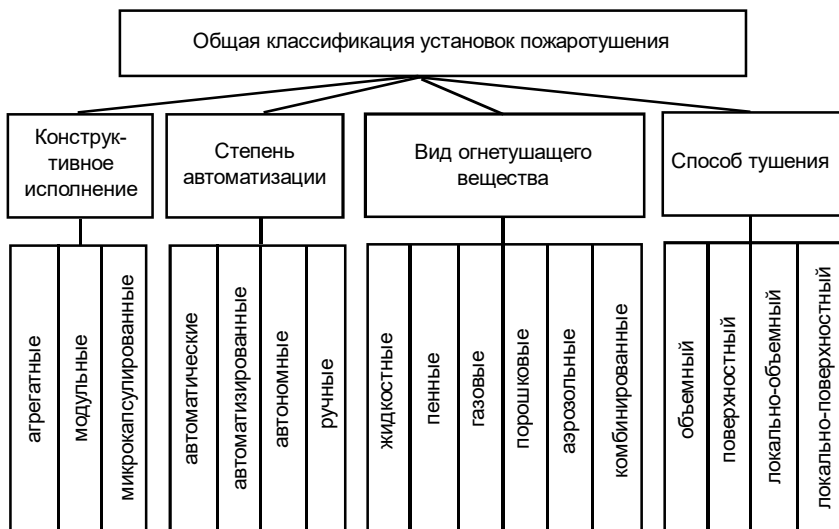 Общая классификация установок пожаротушения
Конструк-
тивное
исполнение
Степень
автоматизации
Вид огнетушащего
вещества
Способ тушения
агрегатные
модульные
микрокапсулированные
автоматические
автоматизированные
автономные
ручные
жидкостные
пенные
газовые
порошковые
аэрозольные
комбинированные
объемный
поверхностный
локально-объемный
локально-поверхностный